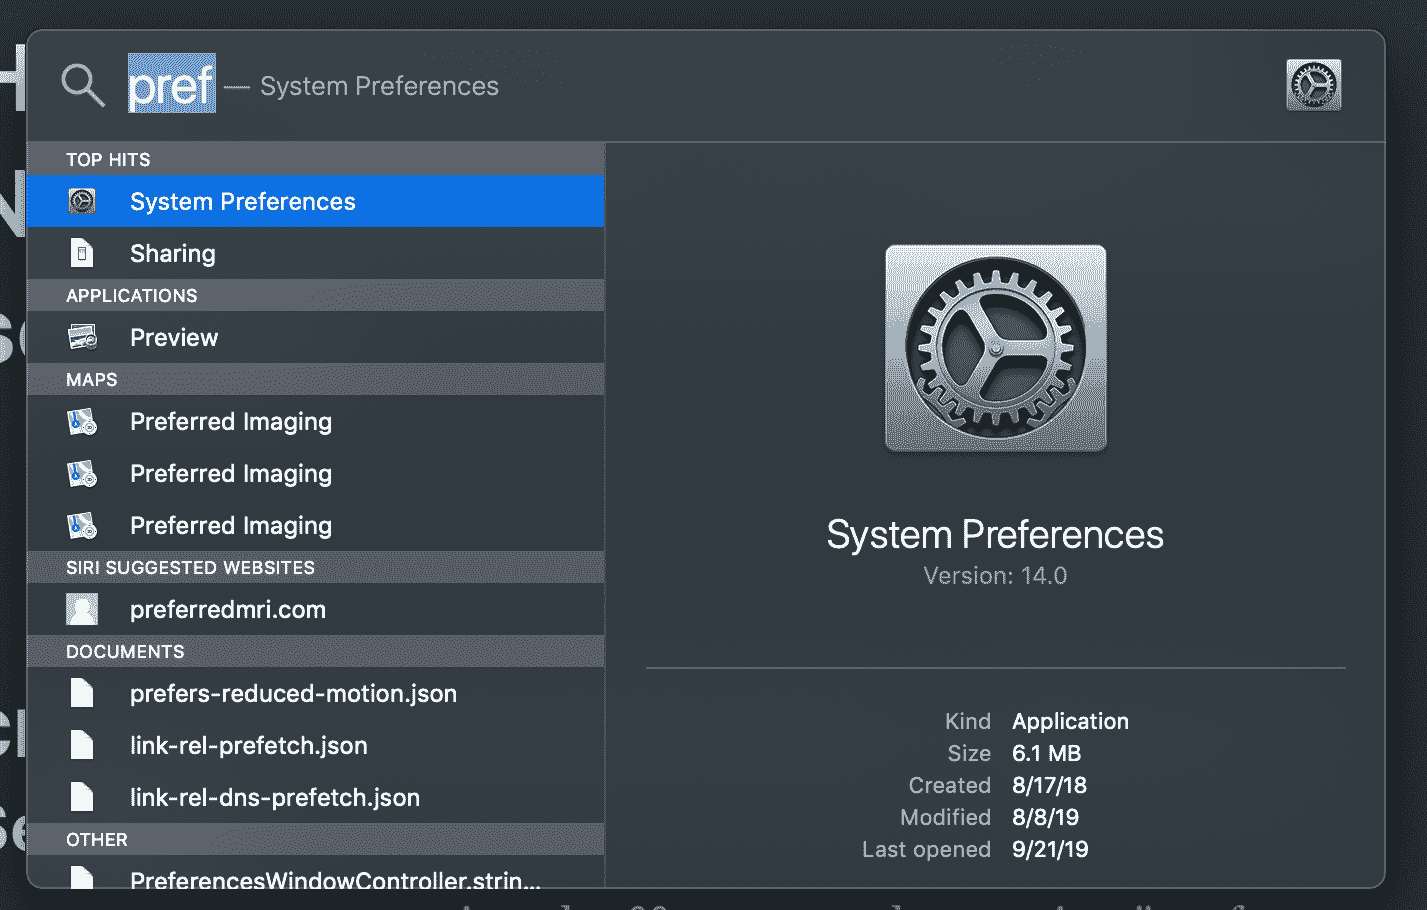 pref — System Preferences
TOP HITS
System Preferences
Sharing
APPLICATIONS
Preview
MAPS
Preferred Imaging
Preferred Imaging
Preferred Imaging
SIRI SUGGESTED WEBSITES
preferredmri.com
DOCUMENTS
prefers-reduced-motion.json
link-rel-prefetch.json
link-rel-dns-prefetch.json
OTHER
PreferencesWindowController.strin...
System Preferences
Version: 14.0
Kind Application
Size 6.1 MB
Created 8/17/18
Modified 8/8/19
Last opened 9/21/19